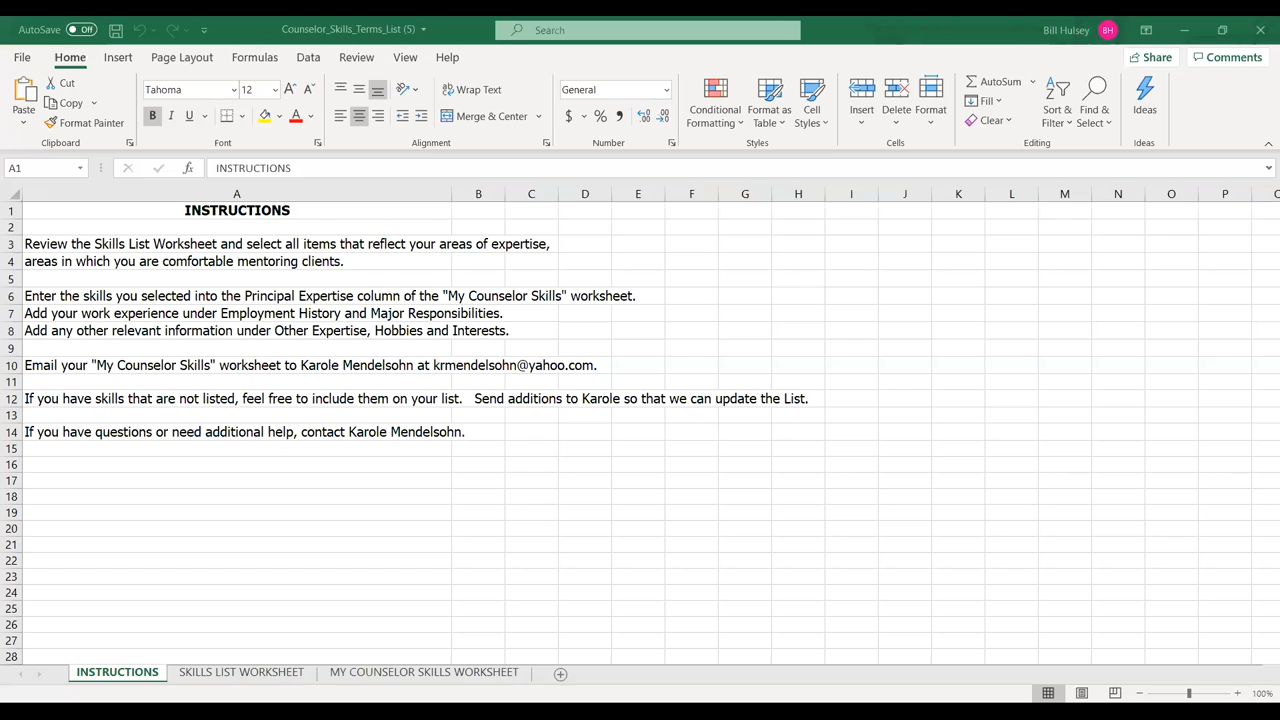 AutoSave Off Counselor_Skills_Terms_List (5) Search Bill Hulsey BH
File Home Insert Page Layout Formulas Data Review View Help Share Comments
Paste Cut Copy Format Painter Clipboard
Tahoma 12 A A B I U A Font
Wrap Text Merge & Center Alignment
General $ % , Number
Conditional Formatting Format as Table Cell Styles Styles
Insert Delete Format Cells
AutoSum Fill Clear Sort & Filter Find & Select Editing
Ideas Ideas
A1 fx INSTRUCTIONS
A B C D E F G H I J K L M N O P
1 INSTRUCTIONS
2
3 Review the Skills List Worksheet and select all items that reflect your areas of expertise,
4 areas in which you are comfortable mentoring clients.
5
6 Enter the skills you selected into the Principal Expertise column of the "My Counselor Skills" worksheet.
7 Add your work experience under Employment History and Major Responsibilities.
8 Add any other relevant information under Other Expertise, Hobbies and Interests.
9
10 Email your "My Counselor Skills" worksheet to Karole Mendelsohn at krmendelsohn@yahoo.com.
11
12 If you have skills that are not listed, feel free to include them on your list. Send additions to Karole so that we can update the List.
13
14 If you have questions or need additional help, contact Karole Mendelsohn.
15
16
17
18
19
20
21
22
23
24
25
26
27
28
INSTRUCTIONS SKILLS LIST WORKSHEET MY COUNSELOR SKILLS WORKSHEET
100%